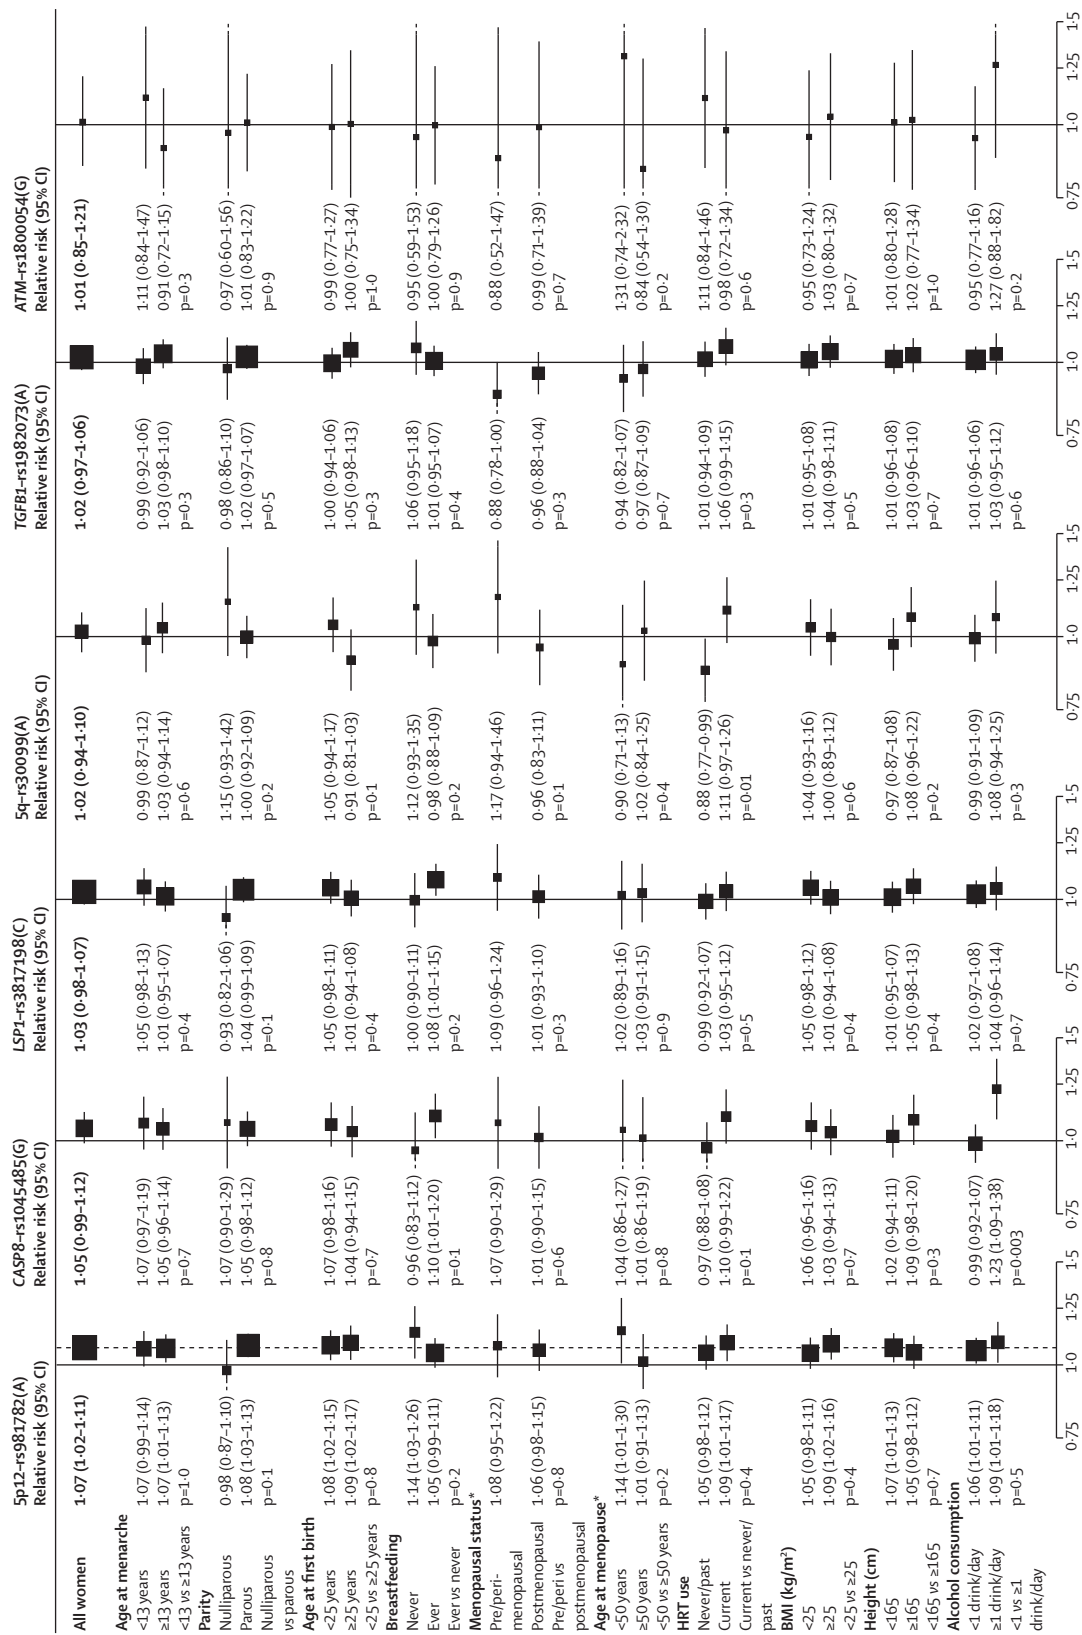 5p12–rs981782(A) CASP8–rs1045485(G) LSP1–rs3817198(C) 5q–rs30099(A) TGFB1–rs1982073(A) ATM–rs1800054(G)
Relative risk (95% CI) Relative risk (95% CI) Relative risk (95% CI) Relative risk (95% CI) Relative risk (95% CI) Relative risk (95% CI)
All women 1·07 (1·02–1·11) 1·05 (0·99–1·12) 1·03 (0·98–1·07) 1·02 (0·94–1·10) 1·02 (0·97–1·06) 1·01 (0·85–1·21)
Age at menarche
<13 years 1·07 (0·99–1·14) 1·07 (0·97–1·19) 1·05 (0·98–1·13) 0·99 (0·87–1·12) 0·99 (0·92–1·06) 1·11 (0·84–1·47)
≥13 years 1·07 (1·01–1·13) 1·05 (0·96–1·14) 1·01 (0·95–1·07) 1·03 (0·94–1·14) 1·03 (0·98–1·10) 0·91 (0·72–1·15)
<13 vs ≥13 years p=1·0 p=0·7 p=0·4 p=0·6 p=0·3 p=0·3
Parity
Nulliparous 0·98 (0·87–1·10) 1·07 (0·90–1·29) 0·93 (0·82–1·06) 1·15 (0·93–1·42) 0·98 (0·86–1·10) 0·97 (0·60–1·56)
Parous 1·08 (1·03–1·13) 1·05 (0·98–1·12) 1·04 (0·99–1·09) 1·00 (0·92–1·09) 1·02 (0·97–1·07) 1·01 (0·83–1·22)
Nulliparous p=0·1 p=0·8 p=0·1 p=0·2 p=0·5 p=0·9
vs parous
Age at first birth
<25 years 1·08 (1·02–1·15) 1·07 (0·98–1·16) 1·05 (0·98–1·11) 1·05 (0·94–1·17) 1·00 (0·94–1·06) 0·99 (0·77–1·27)
≥25 years 1·09 (1·02–1·17) 1·04 (0·94–1·15) 1·01 (0·94–1·08) 0·91 (0·81–1·03) 1·05 (0·98–1·13) 1·00 (0·75–1·34)
<25 vs ≥25 years p=0·8 p=0·7 p=0·4 p=0·1 p=0·3 p=1·0
Breastfeeding
Never 1·14 (1·03–1·26) 0·96 (0·83–1·12) 1·00 (0·90–1·11) 1·12 (0·93–1·35) 1·06 (0·95–1·18) 0·95 (0·59–1·53)
Ever 1·05 (0·99–1·11) 1·10 (1·01–1·20) 1·08 (1·01–1·15) 0·98 (0·88–1·09) 1·01 (0·95–1·07) 1·00 (0·79–1·26)
Ever vs never p=0·2 p=0·1 p=0·2 p=0·2 p=0·4 p=0·9
Menopausal status*
Pre/peri- 1·08 (0·95–1·22) 1·07 (0·90–1·29) 1·09 (0·96–1·24) 1·17 (0·94–1·46) 0·88 (0·78–1·00) 0·88 (0·52–1·47)
menopausal
Postmenopausal 1·06 (0·98–1·15) 1·01 (0·90–1·15) 1·01 (0·93–1·10) 0·96 (0·83–1·11) 0·96 (0·88–1·04) 0·99 (0·71–1·39)
Pre/peri vs p=0·8 p=0·6 p=0·3 p=0·1 p=0·3 p=0·7
postmenopausal
Age at menopause*
<50 years 1·14 (1·01–1·30) 1·04 (0·86–1·27) 1·02 (0·89–1·16) 0·90 (0·71–1·13) 0·94 (0·82–1·07) 1·31 (0·74–2·32)
≥50 years 1·01 (0·91–1·13) 1·01 (0·86–1·19) 1·03 (0·91–1·15) 1·02 (0·84–1·25) 0·97 (0·87–1·09) 0·84 (0·54–1·30)
<50 vs ≥50 years p=0·2 p=0·8 p=0·9 p=0·4 p=0·7 p=0·2
HRT use
Never/past 1·05 (0·98–1·12) 0·97 (0·88–1·08) 0·99 (0·92–1·07) 0·88 (0·77–0·99) 1·01 (0·94–1·09) 1·11 (0·84–1·46)
Current 1·09 (1·01–1·17) 1·10 (0·99–1·22) 1·03 (0·95–1·12) 1·11 (0·97–1·26) 1·06 (0·99–1·15) 0·98 (0·72–1·34)
Current vs never/ p=0·4 p=0·1 p=0·5 p=0·01 p=0·3 p=0·6
past
BMI (kg/m²)
<25 1·05 (0·98–1·11) 1·06 (0·96–1·16) 1·05 (0·98–1·12) 1·04 (0·93–1·16) 1·01 (0·95–1·08) 0·95 (0·73–1·24)
≥25 1·09 (1·02–1·16) 1·03 (0·94–1·13) 1·01 (0·94–1·08) 1·00 (0·89–1·12) 1·04 (0·98–1·11) 1·03 (0·80–1·32)
<25 vs ≥25 p=0·4 p=0·7 p=0·4 p=0·6 p=0·5 p=0·7
Height (cm)
<165 1·07 (1·01–1·13) 1·02 (0·94–1·11) 1·01 (0·95–1·07) 0·97 (0·87–1·08) 1·01 (0·96–1·08) 1·01 (0·80–1·28)
≥165 1·05 (0·98–1·12) 1·09 (0·98–1·20) 1·05 (0·98–1·13) 1·08 (0·96–1·22) 1·03 (0·96–1·10) 1·02 (0·77–1·34)
<165 vs ≥165 p=0·7 p=0·3 p=0·4 p=0·2 p=0·7 p=1·0
Alcohol consumption
<1 drink/day 1·06 (1·01–1·11) 0·99 (0·92–1·07) 1·02 (0·97–1·08) 0·99 (0·91–1·09) 1·01 (0·96–1·06) 0·95 (0·77–1·16)
≥1 drink/day 1·09 (1·01–1·18) 1·23 (1·09–1·38) 1·04 (0·96–1·14) 1·08 (0·94–1·25) 1·03 (0·95–1·12) 1·27 (0·88–1·82)
<1 vs ≥1 p=0·5 p=0·003 p=0·7 p=0·3 p=0·6 p=0·2
drink/day
0·75 1·0 1·25 1·5 0·75 1·0 1·25 1·5 0·75 1·0 1·25 1·5 0·75 1·0 1·25 1·5 0·75 1·0 1·25 1·5 0·75 1·0 1·25 1·5